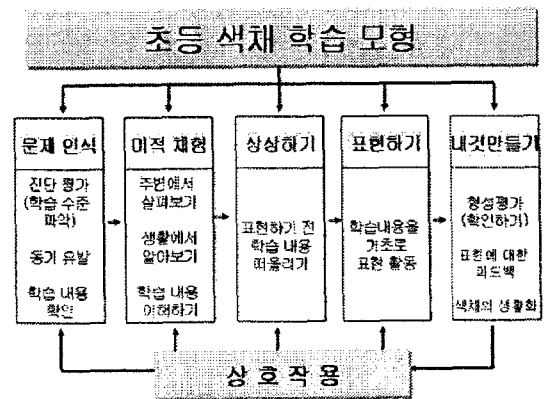 초등 색채 학습 모형
문제 인식
진단 평가
(학습 수준
파악)
동기 유발
학습 내용
확인
미적 체험
주변에서
살펴보기
생활에서
알아보기
학습 내용
이해하기
상상하기
표현하기 전
학습 내용
떠올리기
표현하기
학습내용을
기초로
표현 활동
내것만들기
형성평가
(확인하기)
표현에 대한
피드백
색채의 생활화
상 호 작 용